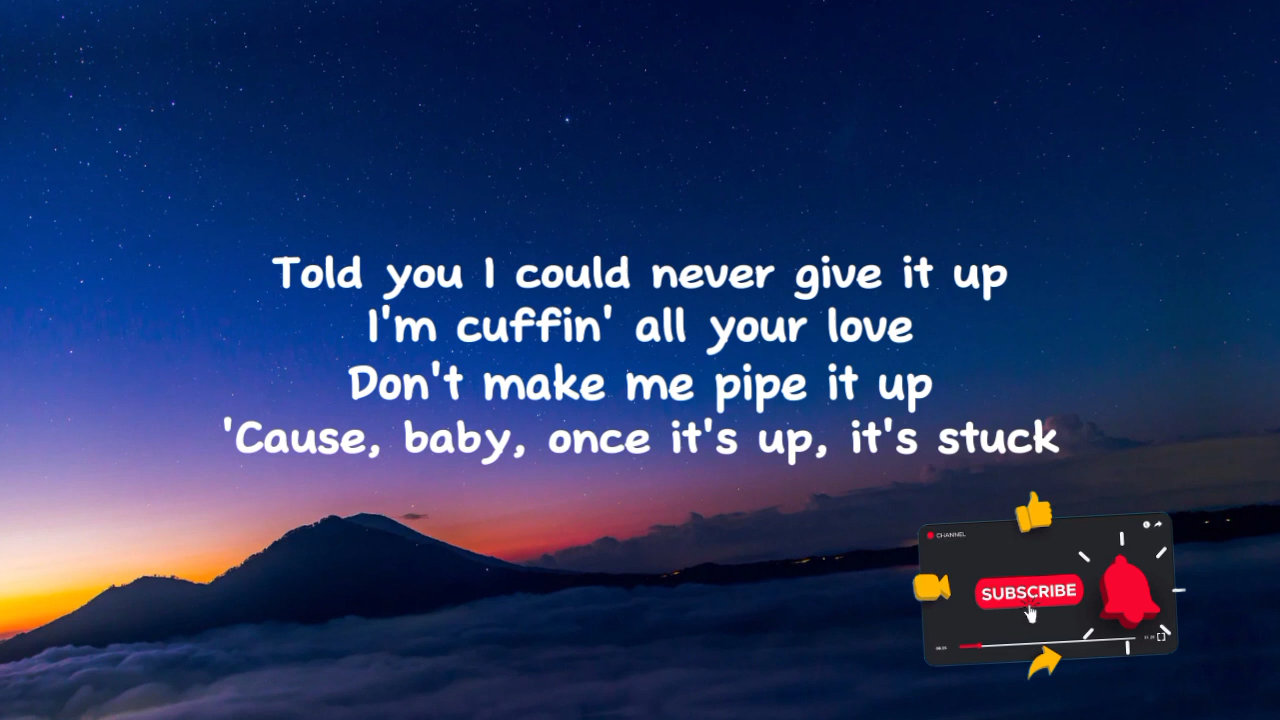 Told you I could never give it up
I'm cuffin' all your love
Don't make me pipe it up
'Cause, baby, once it's up, it's stuck
CHANNEL
SUBSCRIBE